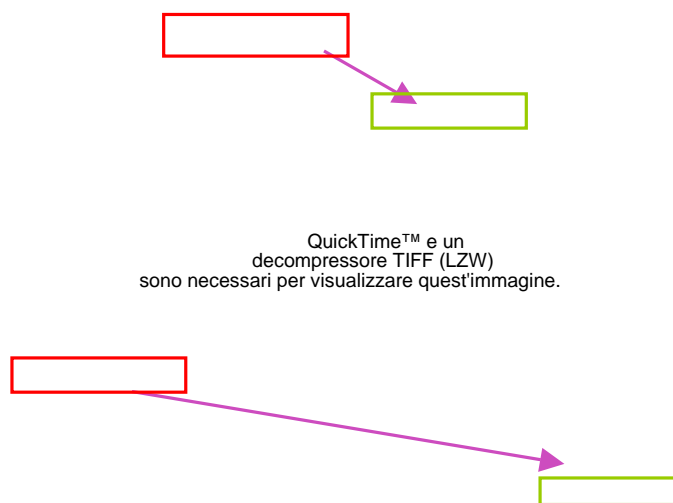 QuickTime™ e un
decompressore TIFF (LZW)
sono necessari per visualizzare quest'immagine.